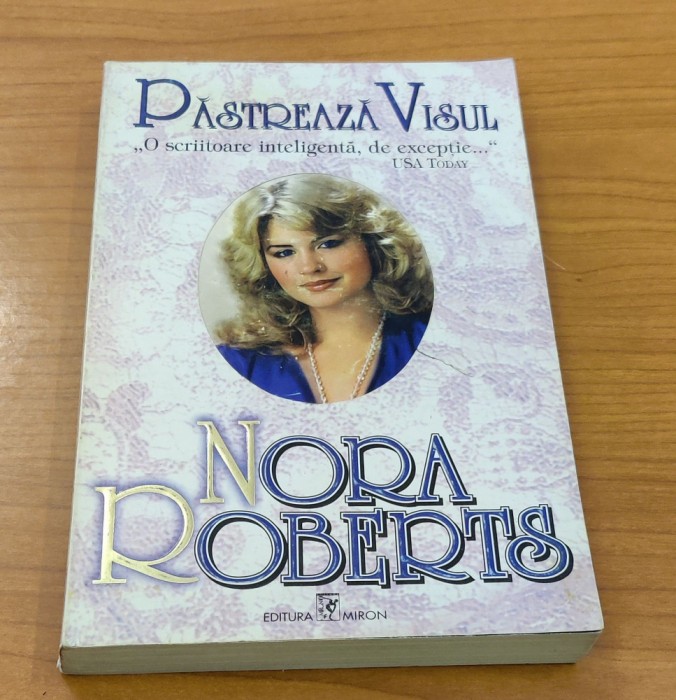 PĂSTREAZĂ VISUL
„O scriitoare inteligentă, de excepție...“
USA TODAY
NORA
ROBERTS
EDITURA MIRON